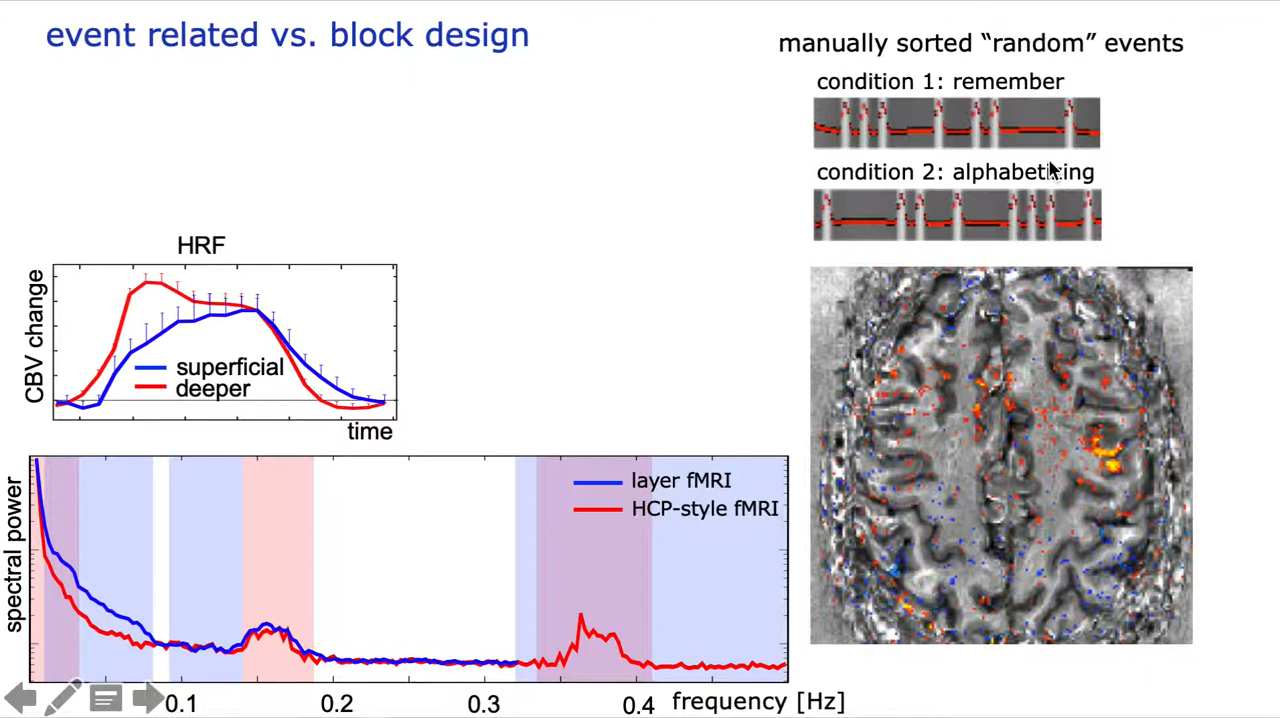 event related vs. block design
manually sorted “random” events
condition 1: remember
condition 2: alphabetizing
HRF
CBV change
superficial
deeper
time
spectral power
layer fMRI
HCP-style fMRI
0.1
0.2
0.3
0.4
frequency [Hz]